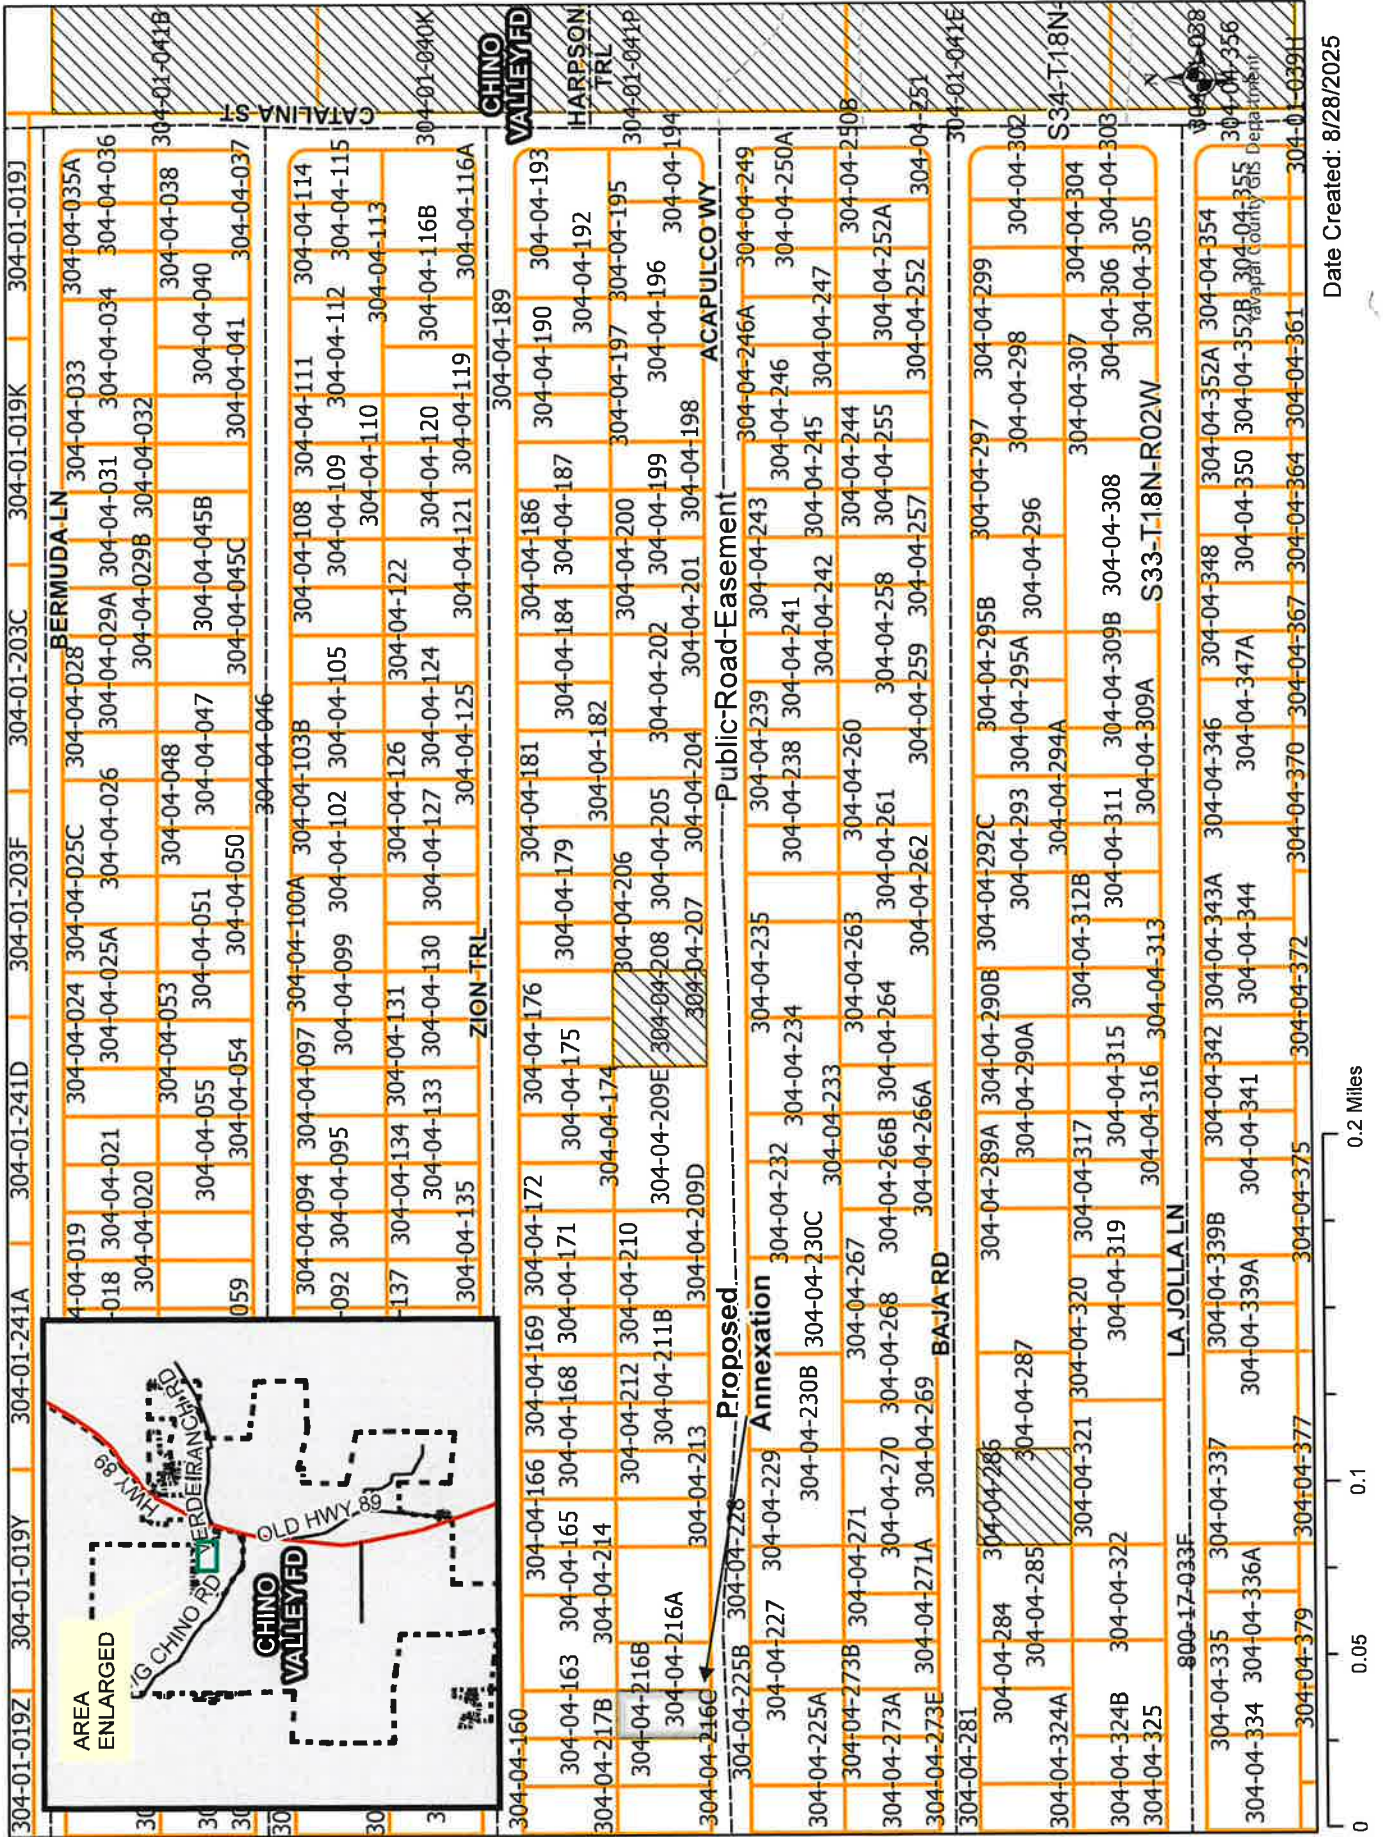 304-01-019Z
304-01-019Y
304-01-241A
304-01-241D
304-01-203F
304-01-203C
304-01-019K
304-01-019J
AREA
ENLARGED
HWY 89
VERDE RANCH RD
OLD HWY 89
CHINO RD
CHINO
VALLEY FD
BERMUDA LN
4-04-019
304-04-024
304-04-025C
304-04-028
304-04-033
304-04-035A
-018
304-04-021
304-04-025A
304-04-026
304-04-029A
304-04-031
304-04-034
304-04-036
304-04-020
304-04-029B
304-04-032
304-04-053
304-04-048
304-04-038
304-04-055
304-04-051
304-04-047
304-04-045B
304-04-040
059
304-04-054
304-04-050
304-04-045C
304-04-041
304-04-037
304-04-046
CATALINA ST
304-01-041B
304-01-040K
304-04-094
304-04-097
304-04-100A
304-04-103B
304-04-108
304-04-111
304-04-114
-092
304-04-095
304-04-099
304-04-102
304-04-105
304-04-109
304-04-112
304-04-115
304-04-110
304-04-113
-137
304-04-134
304-04-131
304-04-126
304-04-122
304-04-133
304-04-130
304-04-127
304-04-124
304-04-120
304-04-116B
304-04-135
304-04-125
304-04-121
304-04-119
304-04-116A
ZION TRL
304-04-189
CHINO
VALLEY FD
304-04-160
304-04-166
304-04-169
304-04-172
304-04-176
304-04-181
304-04-186
304-04-190
304-04-193
304-04-163
304-04-165
304-04-168
304-04-171
304-04-175
304-04-179
304-04-184
304-04-187
304-04-192
HARPSON
TRL
304-04-217B
304-04-214
304-04-174
304-04-182
304-04-216B
304-04-212
304-04-210
304-04-206
304-04-200
304-04-197
304-04-195
304-01-041P
304-04-216A
304-04-211B
304-04-209E
304-04-208
304-04-205
304-04-202
304-04-199
304-04-196
304-04-194
304-04-216C
304-04-213
304-04-209D
304-04-207
304-04-204
304-04-201
304-04-198
ACAPULCO WY
Proposed
Annexation
Public Road Easement
304-04-225B
304-04-228
304-04-235
304-04-239
304-04-243
304-04-246A
304-04-249
304-04-227
304-04-229
304-04-232
304-04-234
304-04-238
304-04-241
304-04-246
304-04-250A
304-04-225A
304-04-230B
304-04-230C
304-04-233
304-04-242
304-04-245
304-04-247
304-04-273B
304-04-271
304-04-267
304-04-263
304-04-260
304-04-244
304-04-250B
304-04-273A
304-04-270
304-04-268
304-04-266B
304-04-264
304-04-261
304-04-258
304-04-255
304-04-252A
304-04-273E
304-04-271A
304-04-269
304-04-266A
304-04-262
304-04-259
304-04-257
304-04-252
304-04-251
BAJA RD
304-01-041E
304-04-281
304-04-284
304-04-286
304-04-289A
304-04-290B
304-04-292C
304-04-295B
304-04-297
304-04-299
304-04-285
304-04-287
304-04-290A
304-04-293
304-04-295A
304-04-296
304-04-298
304-04-302
304-04-324A
304-04-294A
S34-T18N-
304-04-321
304-04-320
304-04-317
304-04-312B
304-04-307
304-04-304
304-04-324B
304-04-322
304-04-319
304-04-315
304-04-311
304-04-309B
304-04-308
304-04-306
304-04-303
304-04-325
304-04-316
304-04-313
304-04-309A
S33-T18N-R02W
304-04-305
LA JOLLA LN
800-17-033F
304-04-335
304-04-337
304-04-339B
304-04-342
304-04-343A
304-04-346
304-04-348
304-04-352A
304-04-354
304-04-334
304-04-336A
304-04-339A
304-04-341
304-04-344
304-04-347A
304-04-350
304-04-352B
304-04-355
304-04-356
304-04-379
304-04-377
304-04-375
304-04-372
304-04-370
304-04-367
304-04-364
304-04-361
304-01-039H
N
Yavapai County GIS Department
0
0.05
0.1
0.2 Miles
Date Created: 8/28/2025